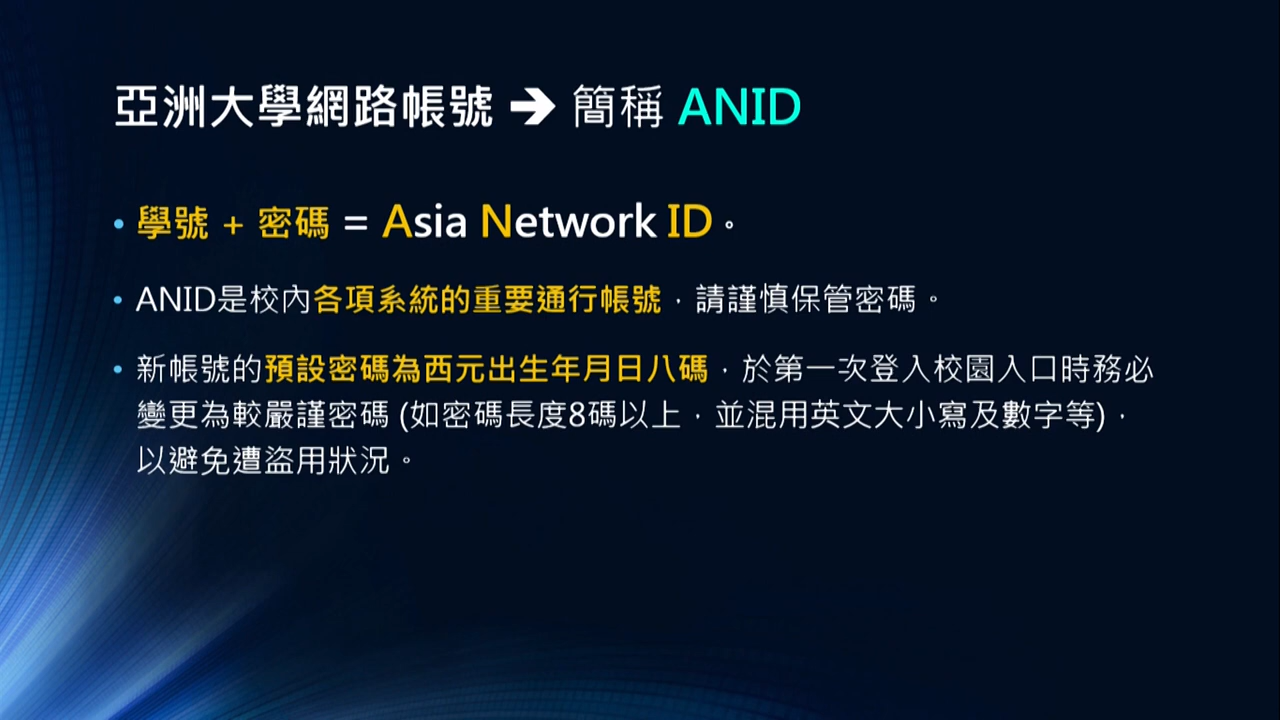 亞洲大學網路帳號 ➔ 簡稱 ANID
• 學號 + 密碼 = Asia Network ID。
• ANID是校內各項系統的重要通行帳號，請謹慎保管密碼。
• 新帳號的預設密碼為西元出生年月日八碼，於第一次登入校園入口時務必
變更為較嚴謹密碼 (如密碼長度8碼以上，並混用英文大小寫及數字等)，
以避免遭盜用狀況。